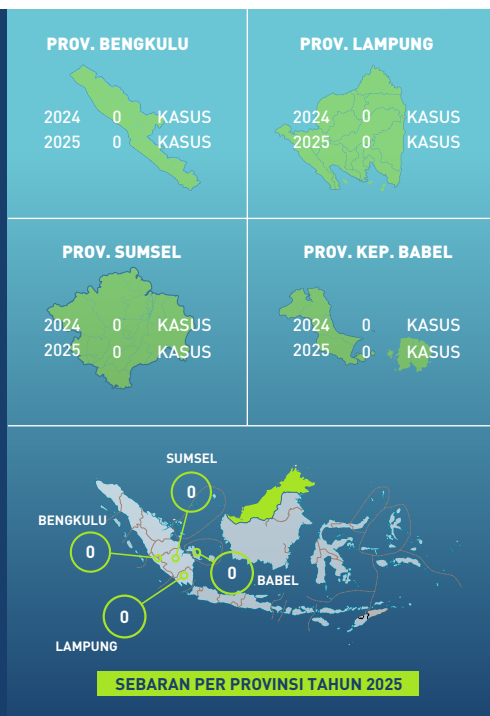 PROV. BENGKULU
2024 0 KASUS
2025 0 KASUS
PROV. LAMPUNG
2024 0 KASUS
2025 0 KASUS
PROV. SUMSEL
2024 0 KASUS
2025 0 KASUS
PROV. KEP. BABEL
2024 0 KASUS
2025 0 KASUS
SUMSEL
0
BENGKULU
0
0
BABEL
0
LAMPUNG
SEBARAN PER PROVINSI TAHUN 2025